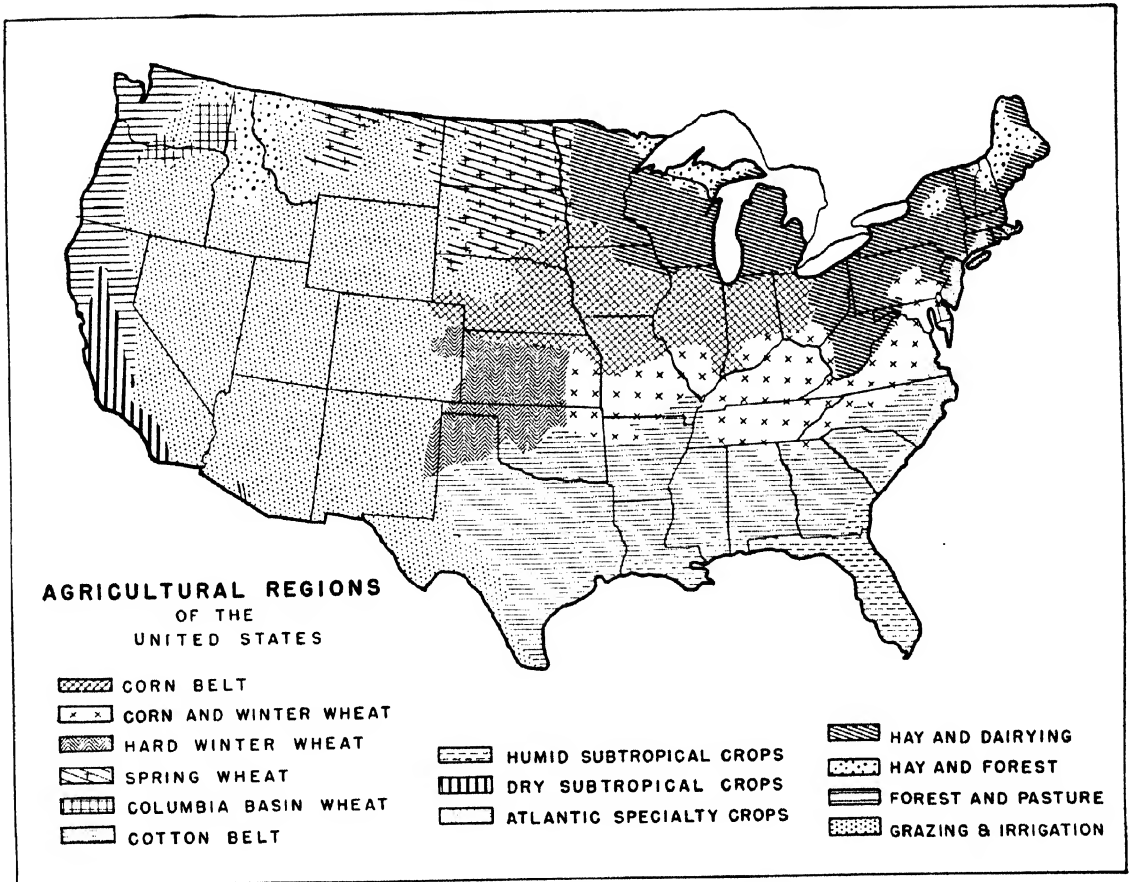 AGRICULTURAL REGIONS
OF THE
UNITED STATES
CORN BELT
CORN AND WINTER WHEAT
HARD WINTER WHEAT
SPRING WHEAT
COLUMBIA BASIN WHEAT
COTTON BELT
HUMID SUBTROPICAL CROPS
DRY SUBTROPICAL CROPS
ATLANTIC SPECIALTY CROPS
HAY AND DAIRYING
HAY AND FOREST
FOREST AND PASTURE
GRAZING & IRRIGATION